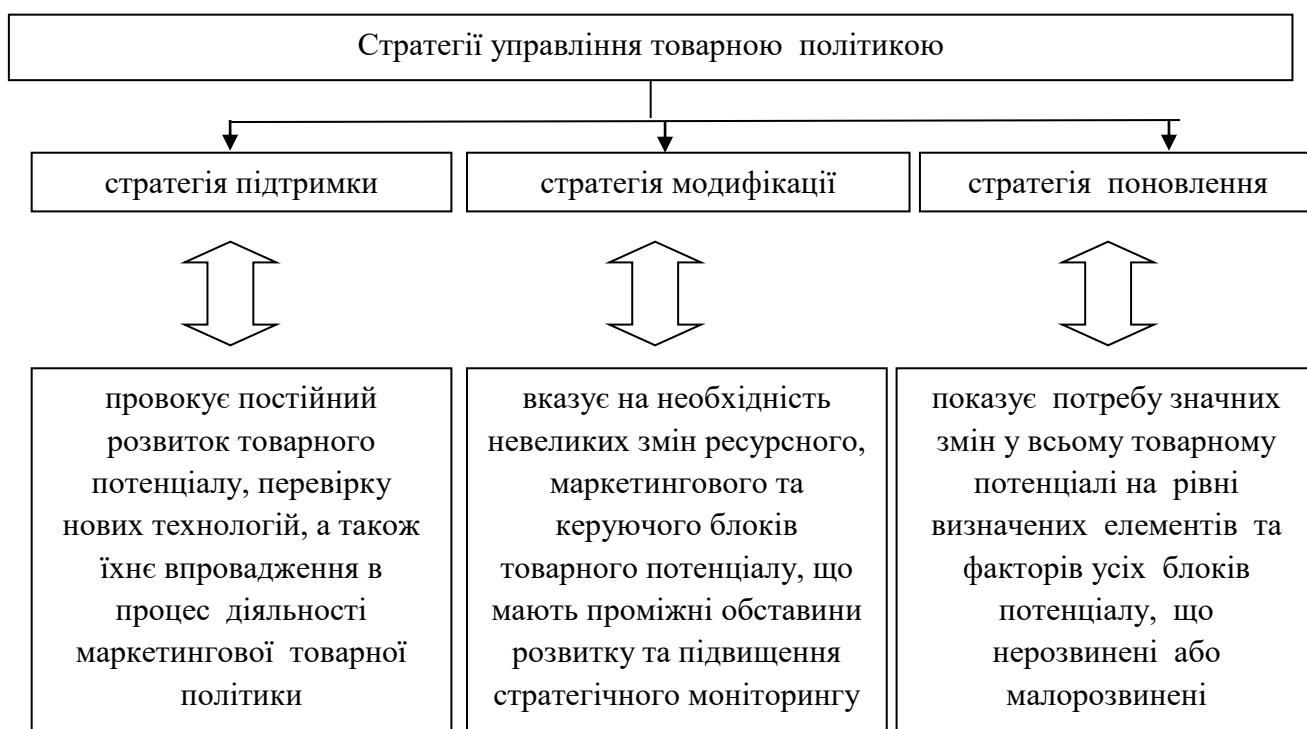 Стратегії управління товарною політикою
стратегія підтримки
стратегія модифікації
стратегія поновлення
провокує постійний
розвиток товарного
потенціалу, перевірку
нових технологій, а також
їхнє впровадження в
процес діяльності
маркетингової товарної
політики
вказує на необхідність
невеликих змін ресурсного,
маркетингового та
керуючого блоків
товарного потенціалу, що
мають проміжні обставини
розвитку та підвищення
стратегічного моніторингу
показує потребу значних
змін у всьому товарному
потенціалі на рівні
визначених елементів та
факторів усіх блоків
потенціалу, що
нерозвинені або
малорозвинені